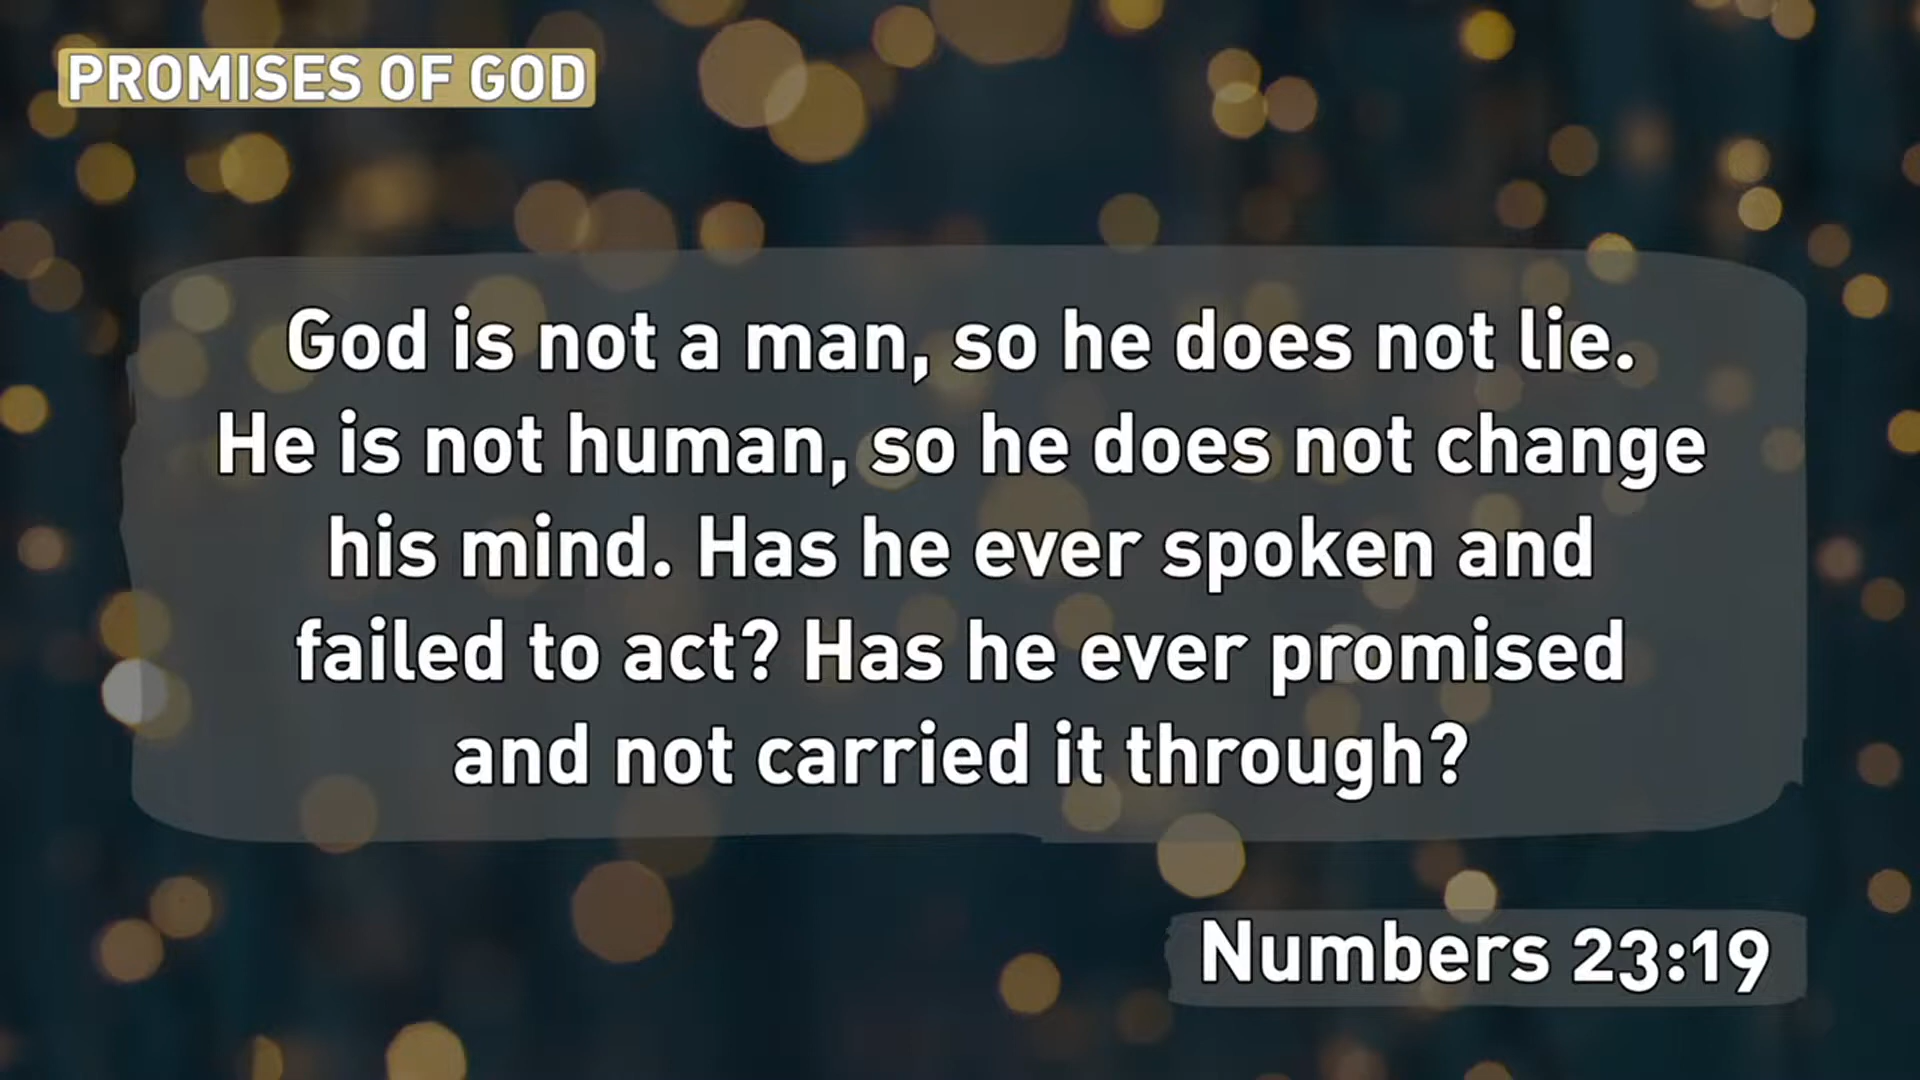 PROMISES OF GOD
God is not a man, so he does not lie.
He is not human, so he does not change
his mind. Has he ever spoken and
failed to act? Has he ever promised
and not carried it through?
Numbers 23:19